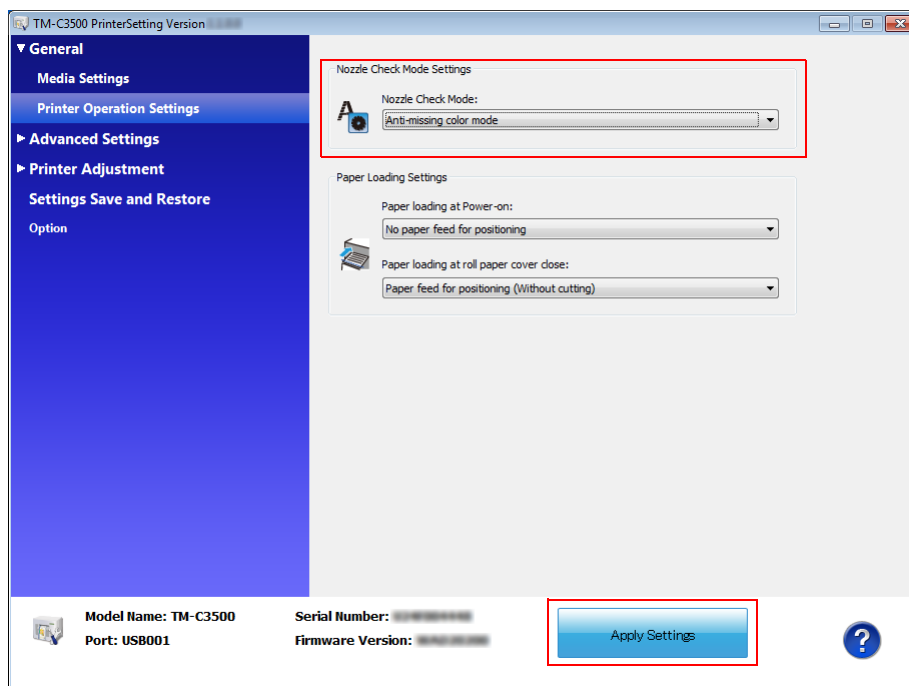 TM-C3500 PrinterSetting Version
General
Media Settings
Printer Operation Settings
Advanced Settings
Printer Adjustment
Settings Save and Restore
Option
Nozzle Check Mode Settings
Nozzle Check Mode:
Anti-missing color mode
Paper Loading Settings
Paper loading at Power-on:
No paper feed for positioning
Paper loading at roll paper cover close:
Paper feed for positioning (Without cutting)
Model Name: TM-C3500
Port: USB001
Serial Number:
Firmware Version:
Apply Settings